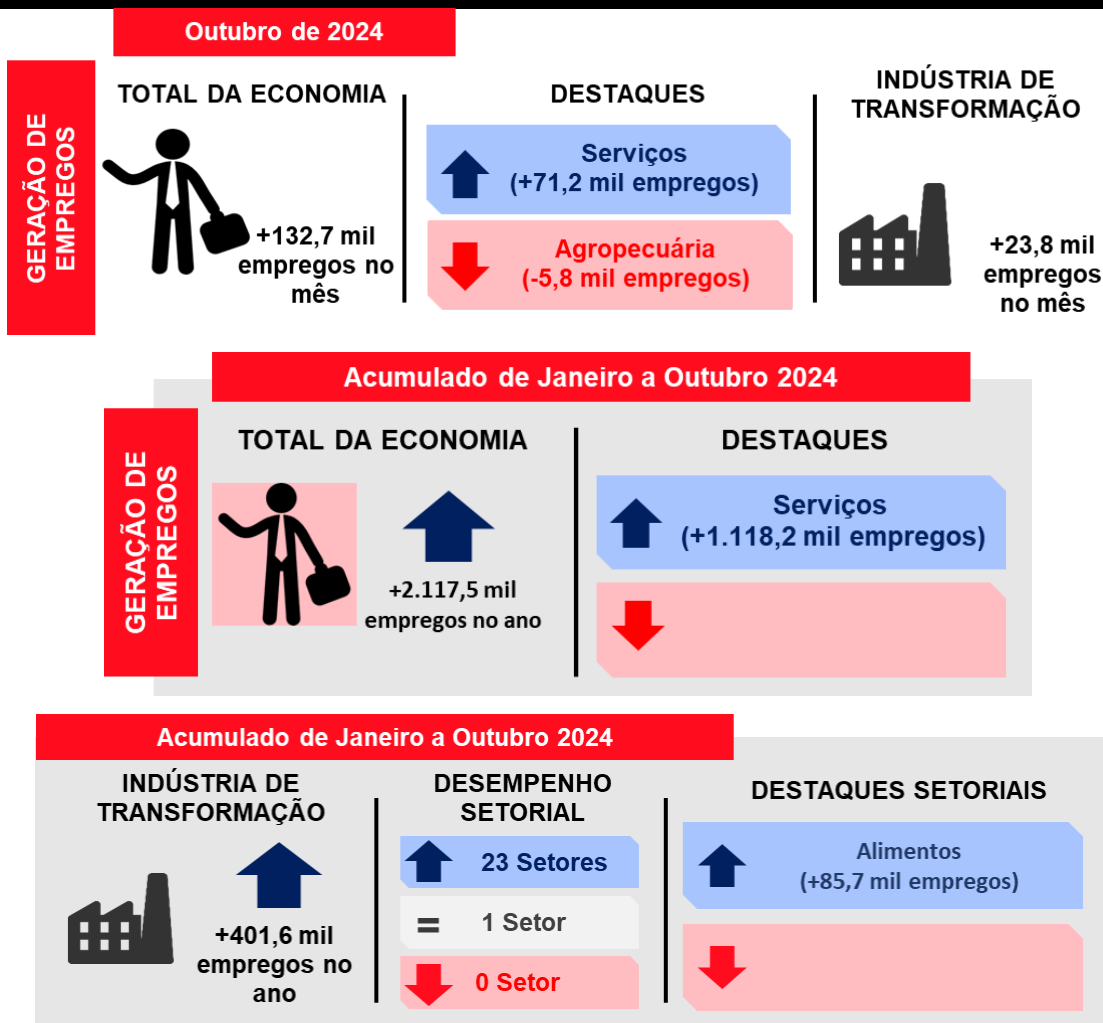 Outubro de 2024
GERAÇÃO DE
EMPREGOS
TOTAL DA ECONOMIA
+132,7 mil
empregos no
mês
DESTAQUES
Serviços
(+71,2 mil empregos)
Agropecuária
(-5,8 mil empregos)
INDÚSTRIA DE
TRANSFORMAÇÃO
+23,8 mil
empregos
no mês
Acumulado de Janeiro a Outubro 2024
GERAÇÃO DE
EMPREGOS
TOTAL DA ECONOMIA
+2.117,5 mil
empregos no ano
DESTAQUES
Serviços
(+1.118,2 mil empregos)
Acumulado de Janeiro a Outubro 2024
INDÚSTRIA DE
TRANSFORMAÇÃO
+401,6 mil
empregos no
ano
DESEMPENHO
SETORIAL
23 Setores
= 1 Setor
0 Setor
DESTAQUES SETORIAIS
Alimentos
(+85,7 mil empregos)